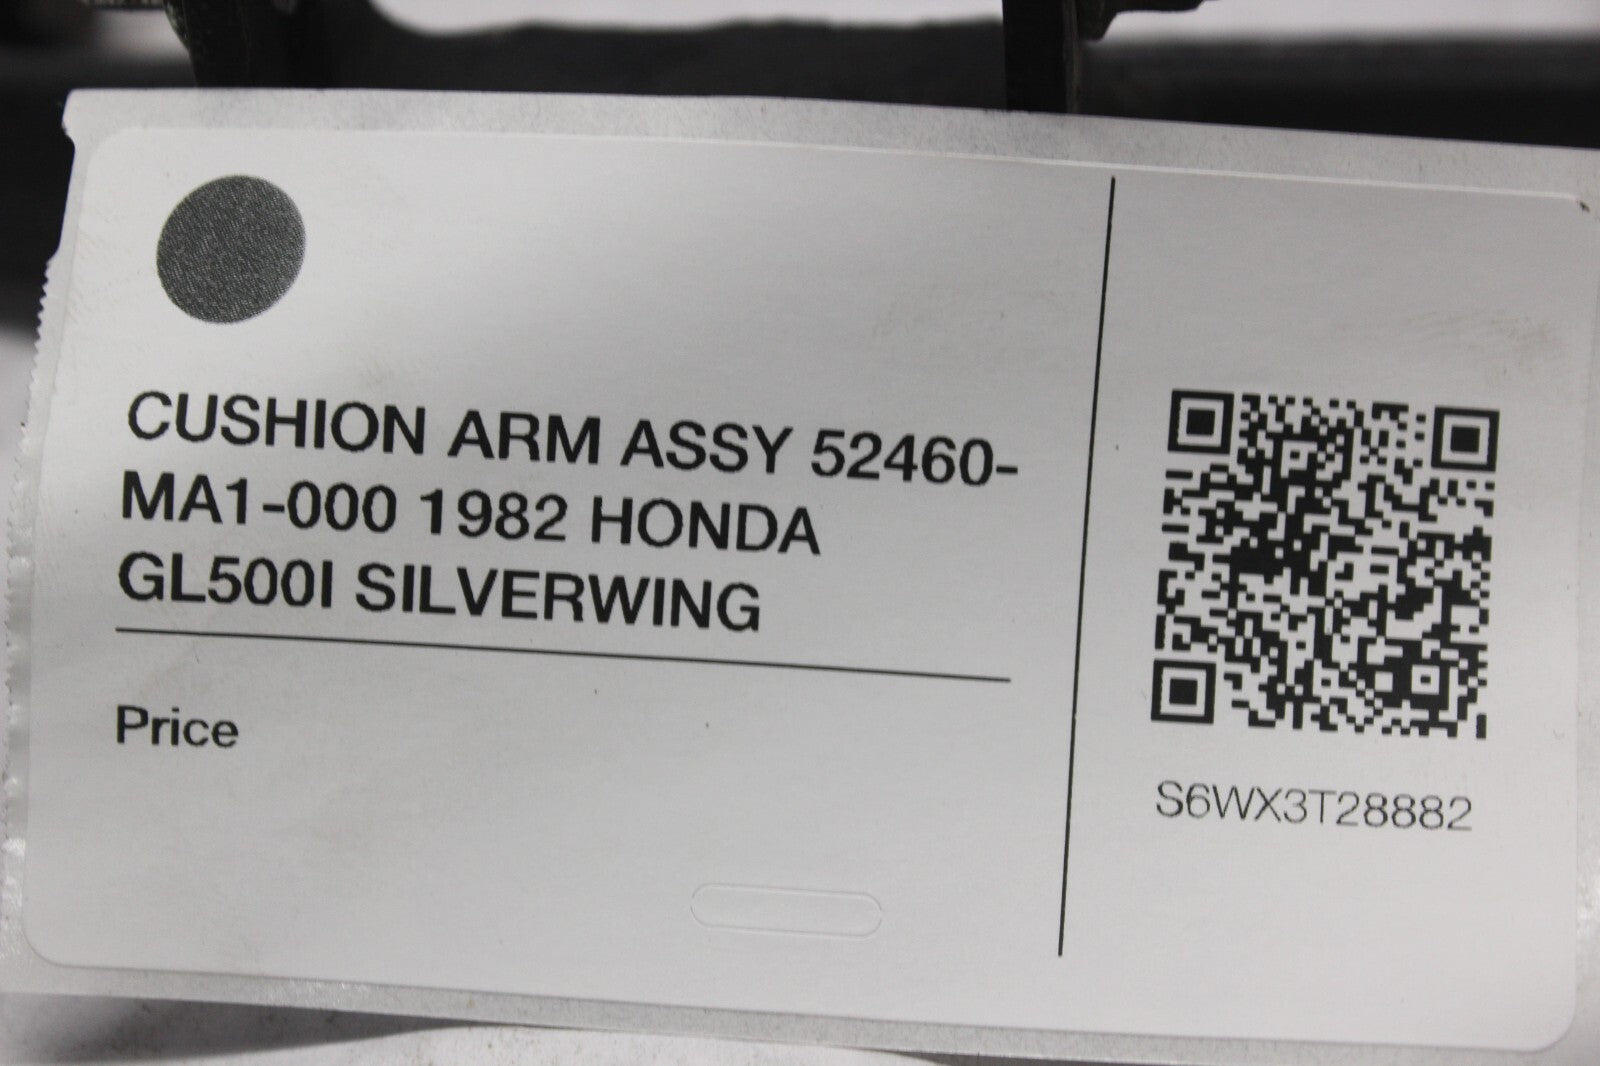 CUSHION ARM ASSY 52460-
MA1-000 1982 HONDA
GL500I SILVERWING
Price
S6WX3T28882